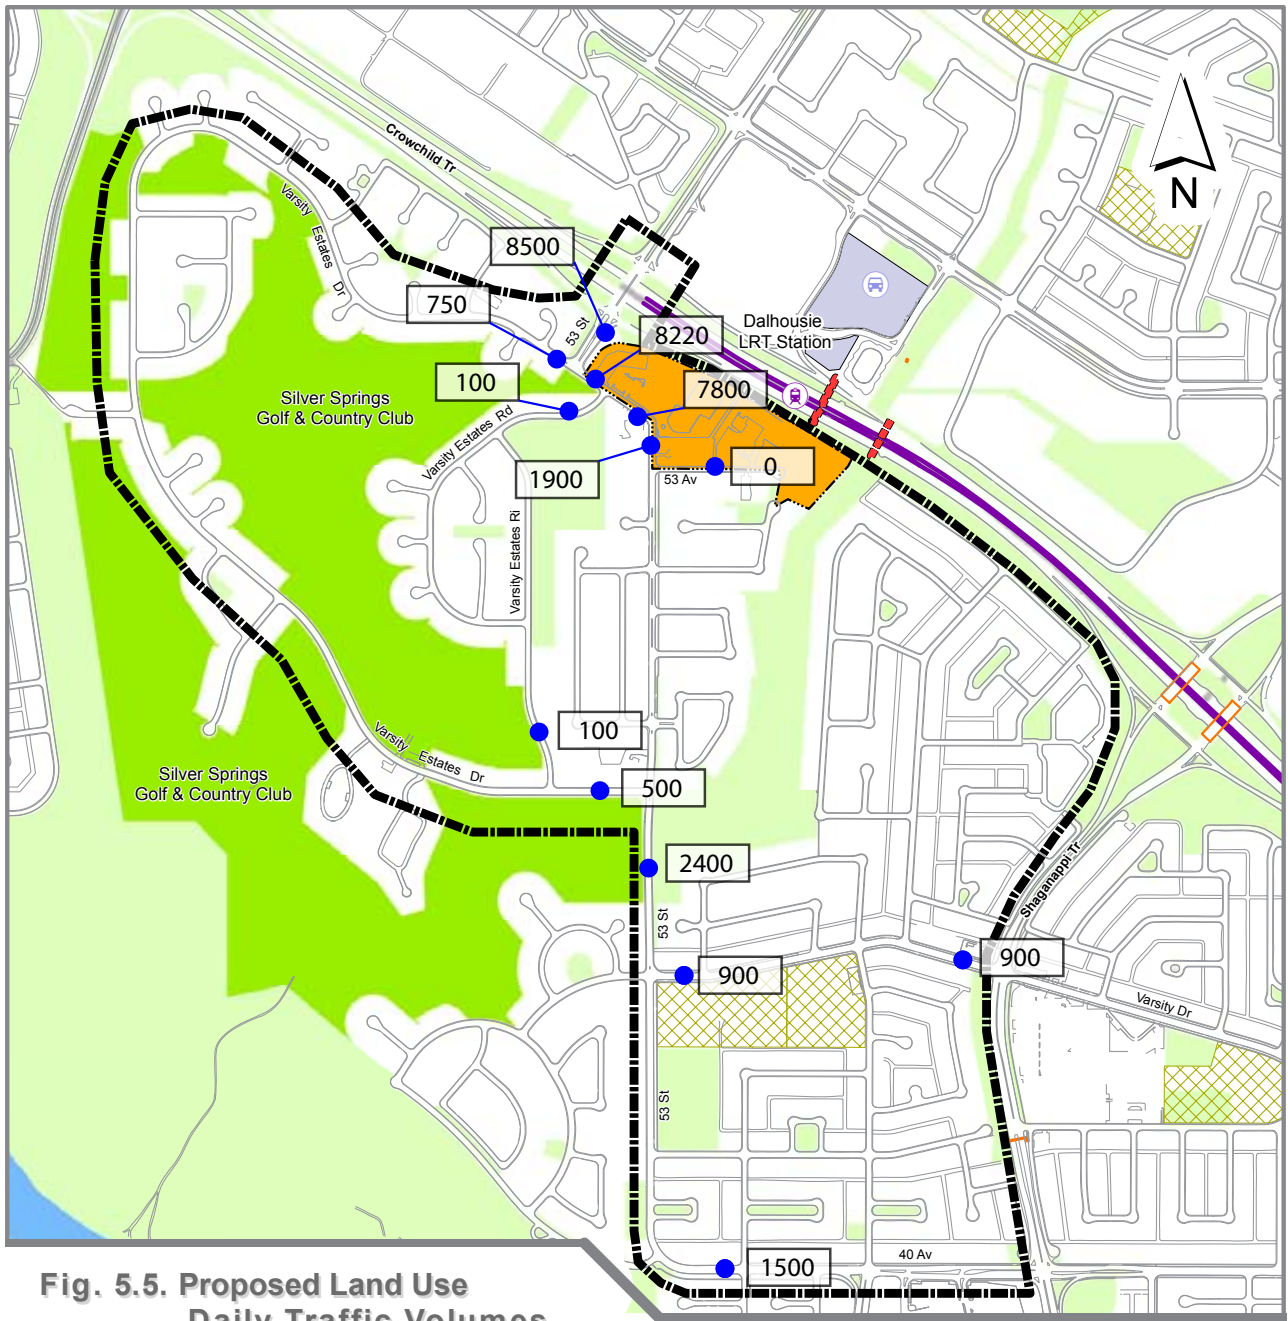 Crowchild Tr
N
Varsity Estates Dr
8500
750
53 St
8220
Dalhousie
LRT Station
100
7800
Silver Springs
Golf & Country Club
Varsity Estates Rd
1900
53 Av
0
Varsity Estates Ri
100
Varsity Estates Dr
Silver Springs
Golf & Country Club
500
2400
Shaganappi Tr
53 St
900
900
Varsity Dr
53 St
40 Av
1500
Fig. 5.5. Proposed Land Use
Daily Traffic Volumes